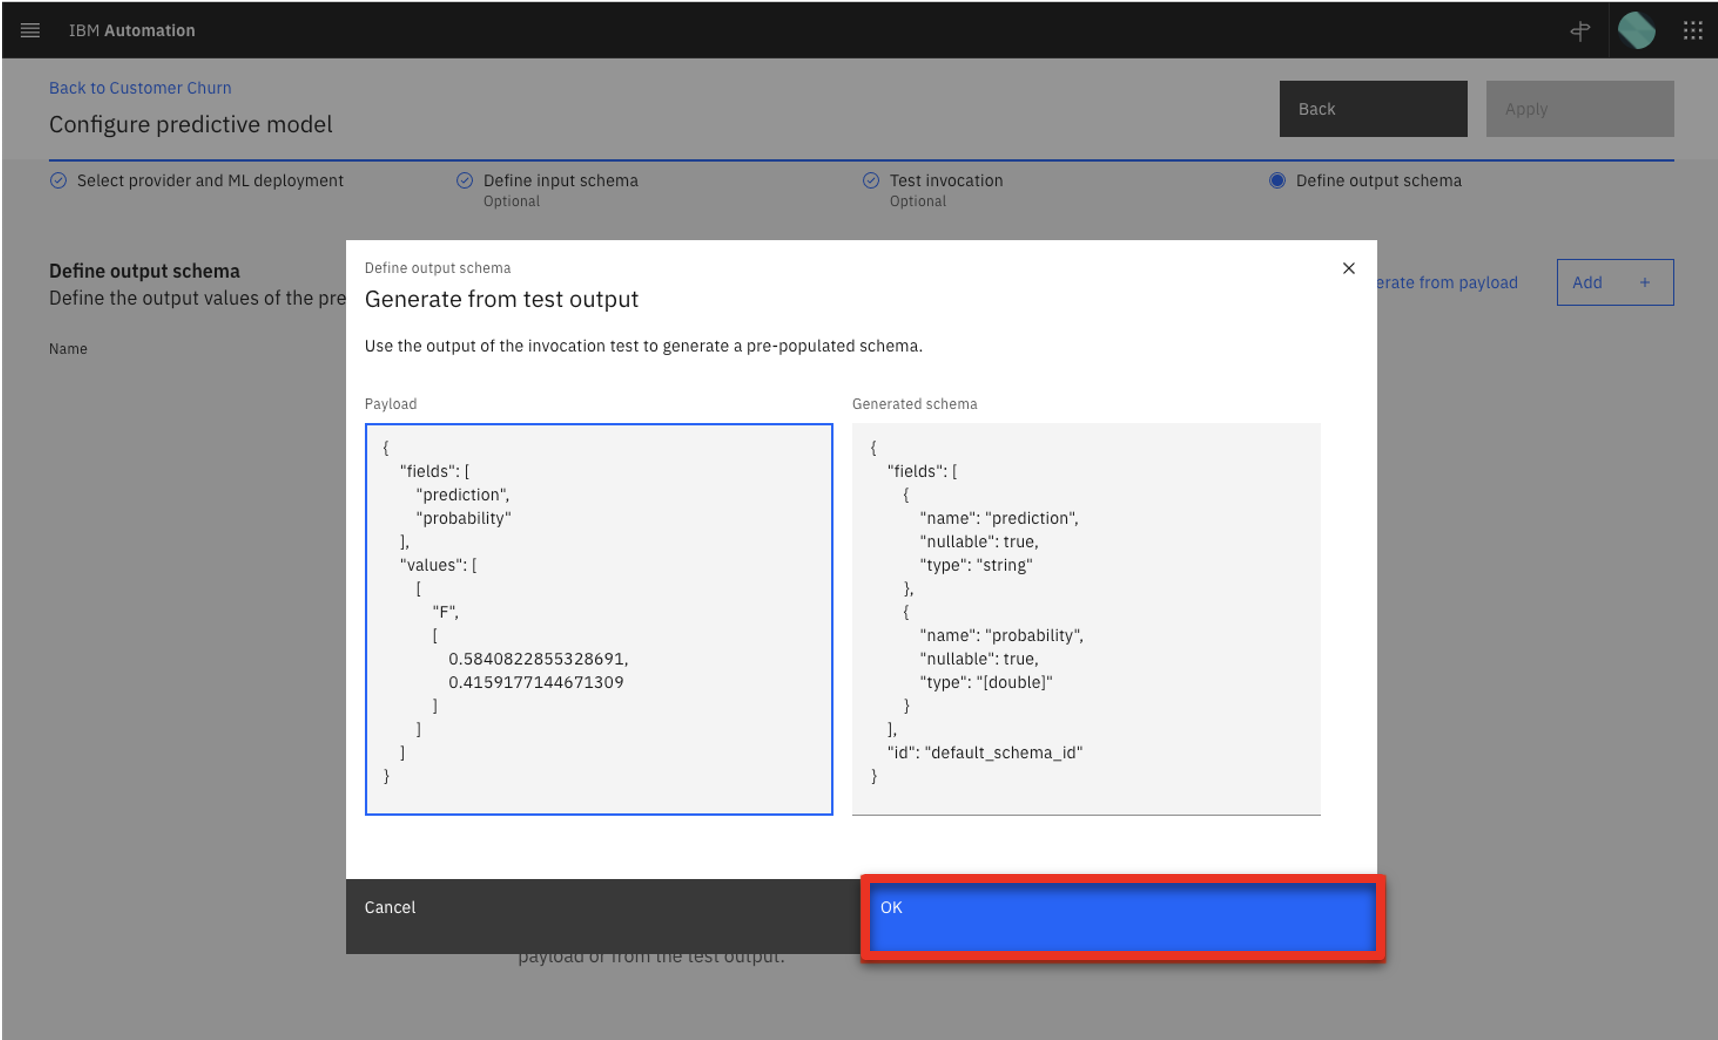 IBM Automation
Back to Customer Churn
Configure predictive model
Back
Apply
Select provider and ML deployment
Define input schema
Optional
Test invocation
Optional
Define output schema
Define output schema
Define the output values of the pre
erate from payload
Add +
Name
Define output schema
Generate from test output
Use the output of the invocation test to generate a pre-populated schema.
Payload
{
"fields": [
"prediction",
"probability"
],
"values": [
[
"F",
[
0.5840822855328691,
0.4159177144671309
]
]
]
}
Generated schema
{
"fields": [
{
"name": "prediction",
"nullable": true,
"type": "string"
},
{
"name": "probability",
"nullable": true,
"type": "[double]"
}
],
"id": "default_schema_id"
}
Cancel
OK
payload or from the test output.